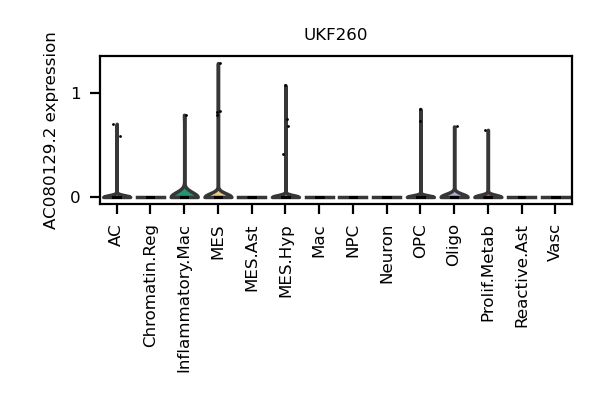 UKF260
AC080129.2 expression
1
0
AC
Chromatin.Reg
Inflammatory.Mac
MES
MES.Ast
MES.Hyp
Mac
NPC
Neuron
OPC
Oligo
Prolif.Metab
Reactive.Ast
Vasc